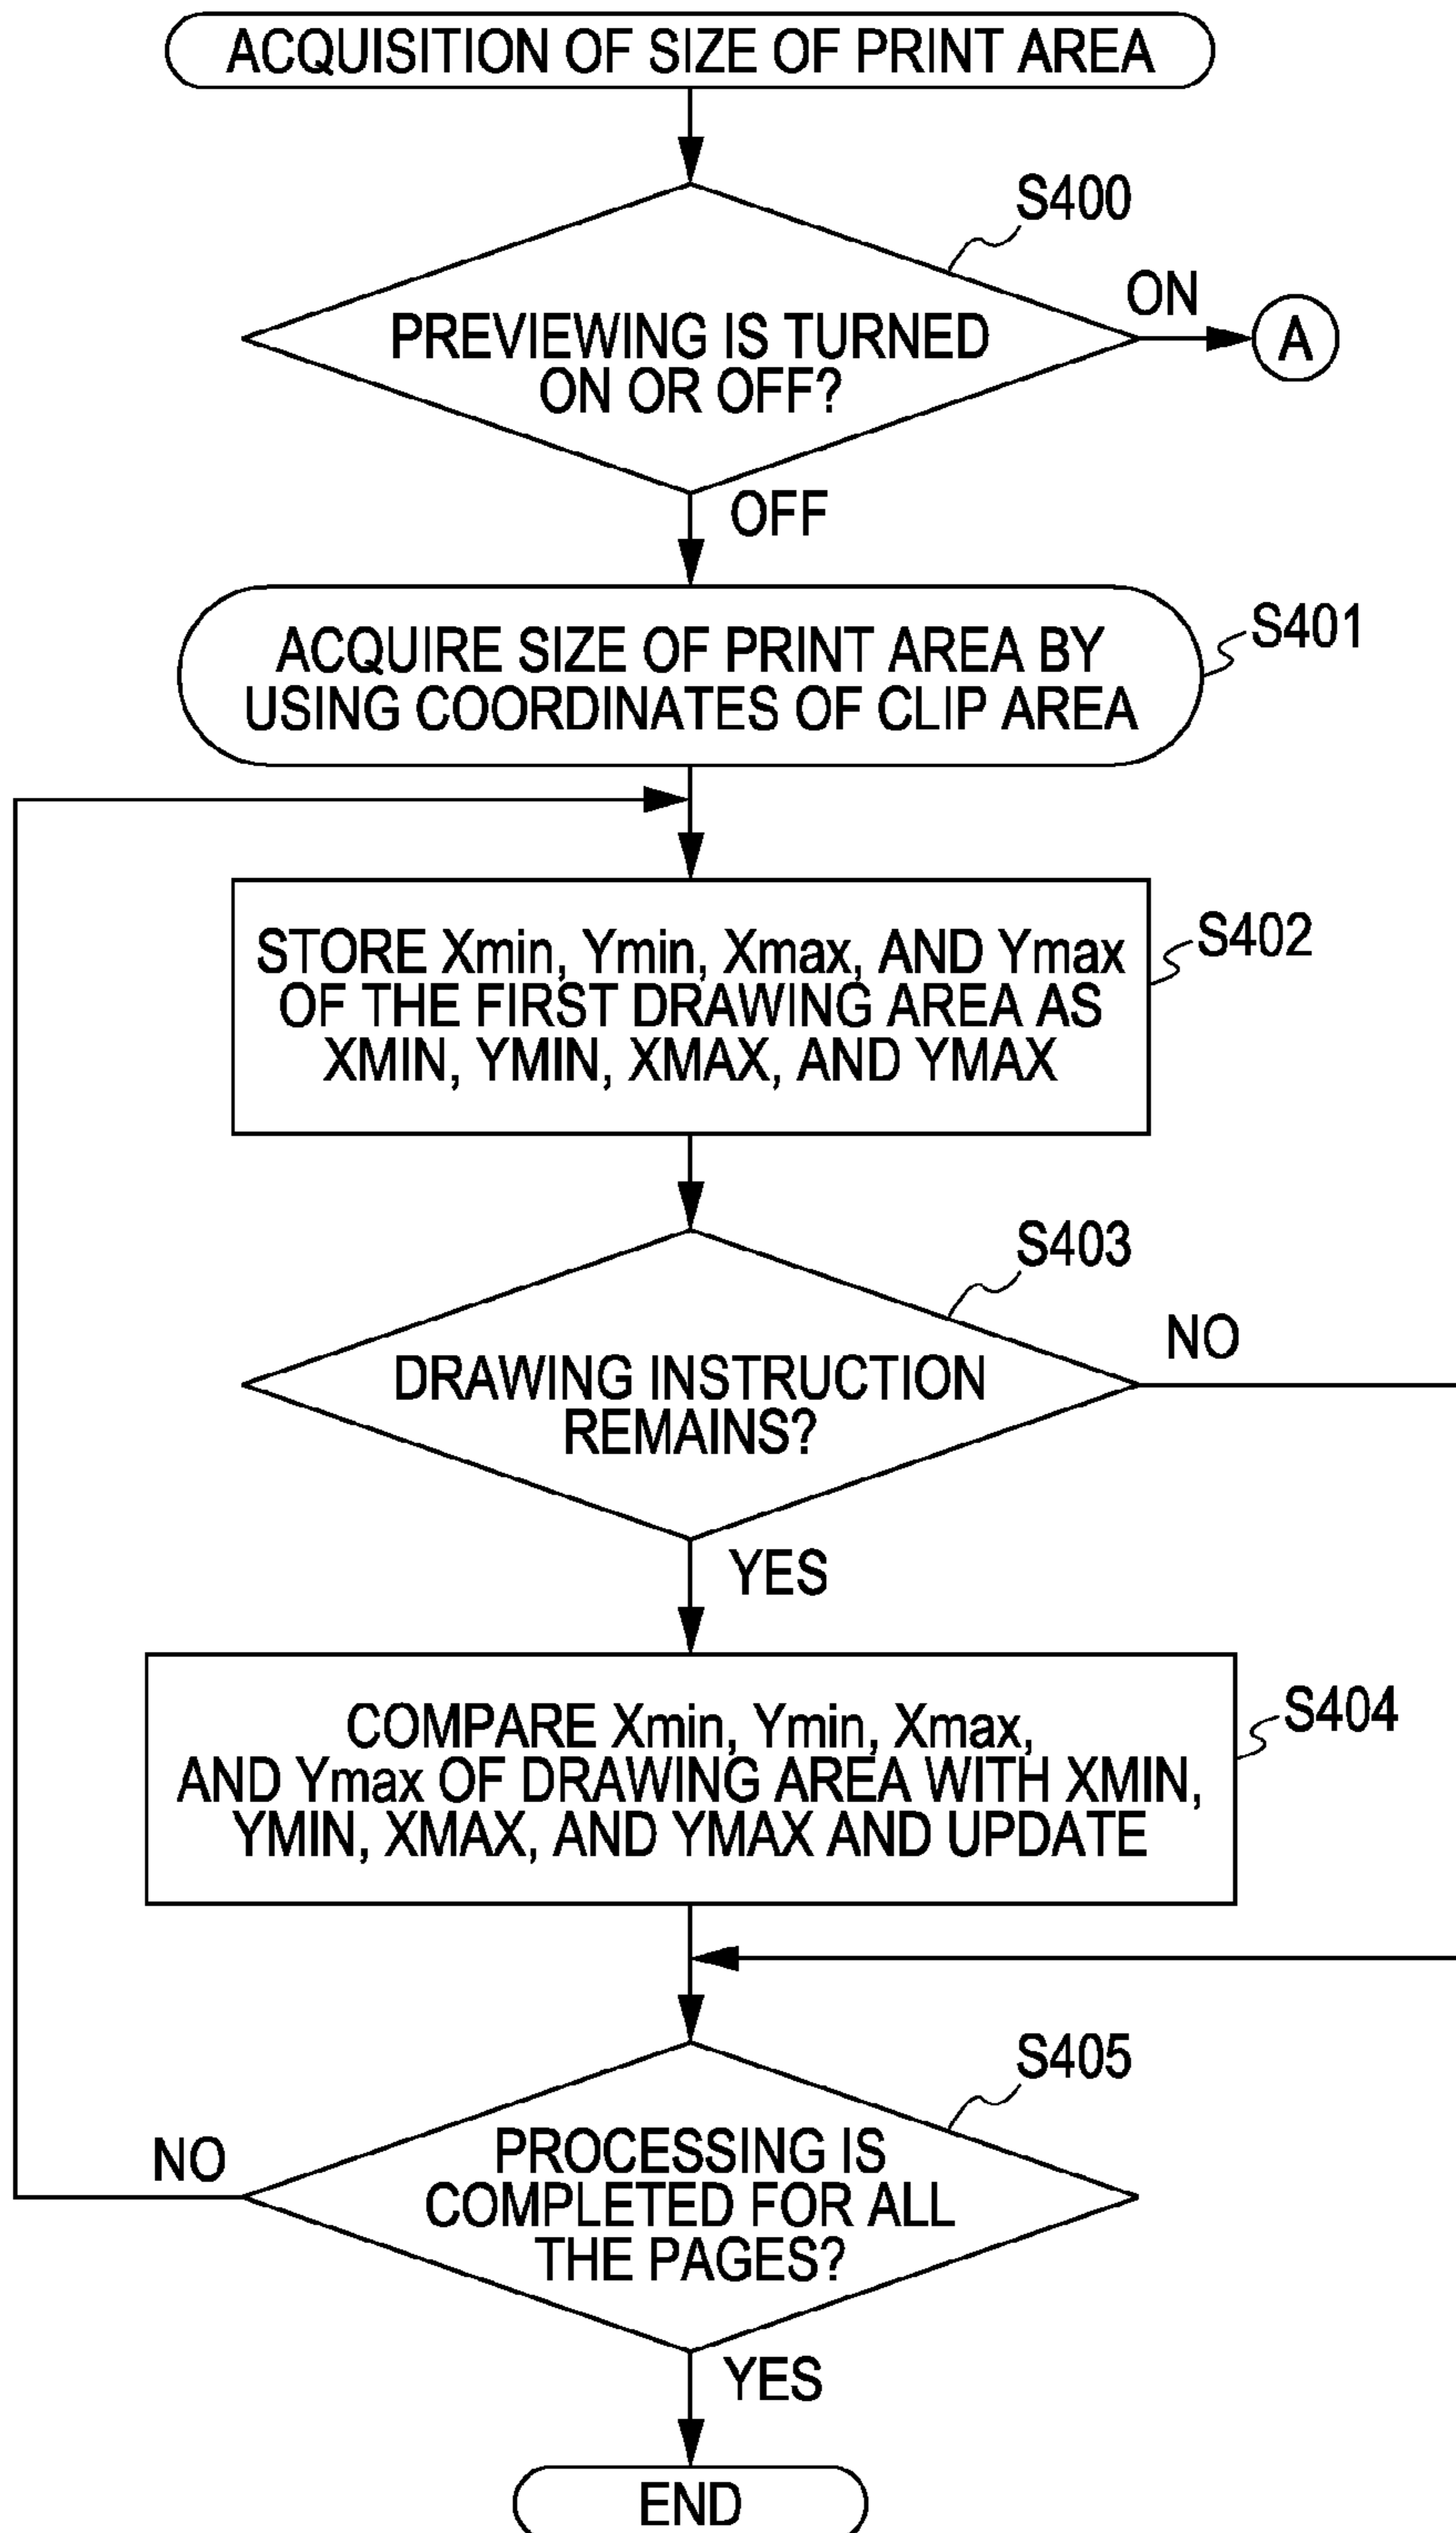 ACQUISITION OF SIZE OF PRINT AREA
S400
PREVIEWING IS TURNED
ON OR OFF?
ON
A
OFF
S401
ACQUIRE SIZE OF PRINT AREA BY
USING COORDINATES OF CLIP AREA
S402
STORE Xmin, Ymin, Xmax, AND Ymax
OF THE FIRST DRAWING AREA AS
XMIN, YMIN, XMAX, AND YMAX
S403
DRAWING INSTRUCTION
REMAINS?
NO
YES
S404
COMPARE Xmin, Ymin, Xmax,
AND Ymax OF DRAWING AREA WITH XMIN,
YMIN, XMAX, AND YMAX AND UPDATE
S405
PROCESSING IS
COMPLETED FOR ALL
THE PAGES?
NO
YES
END